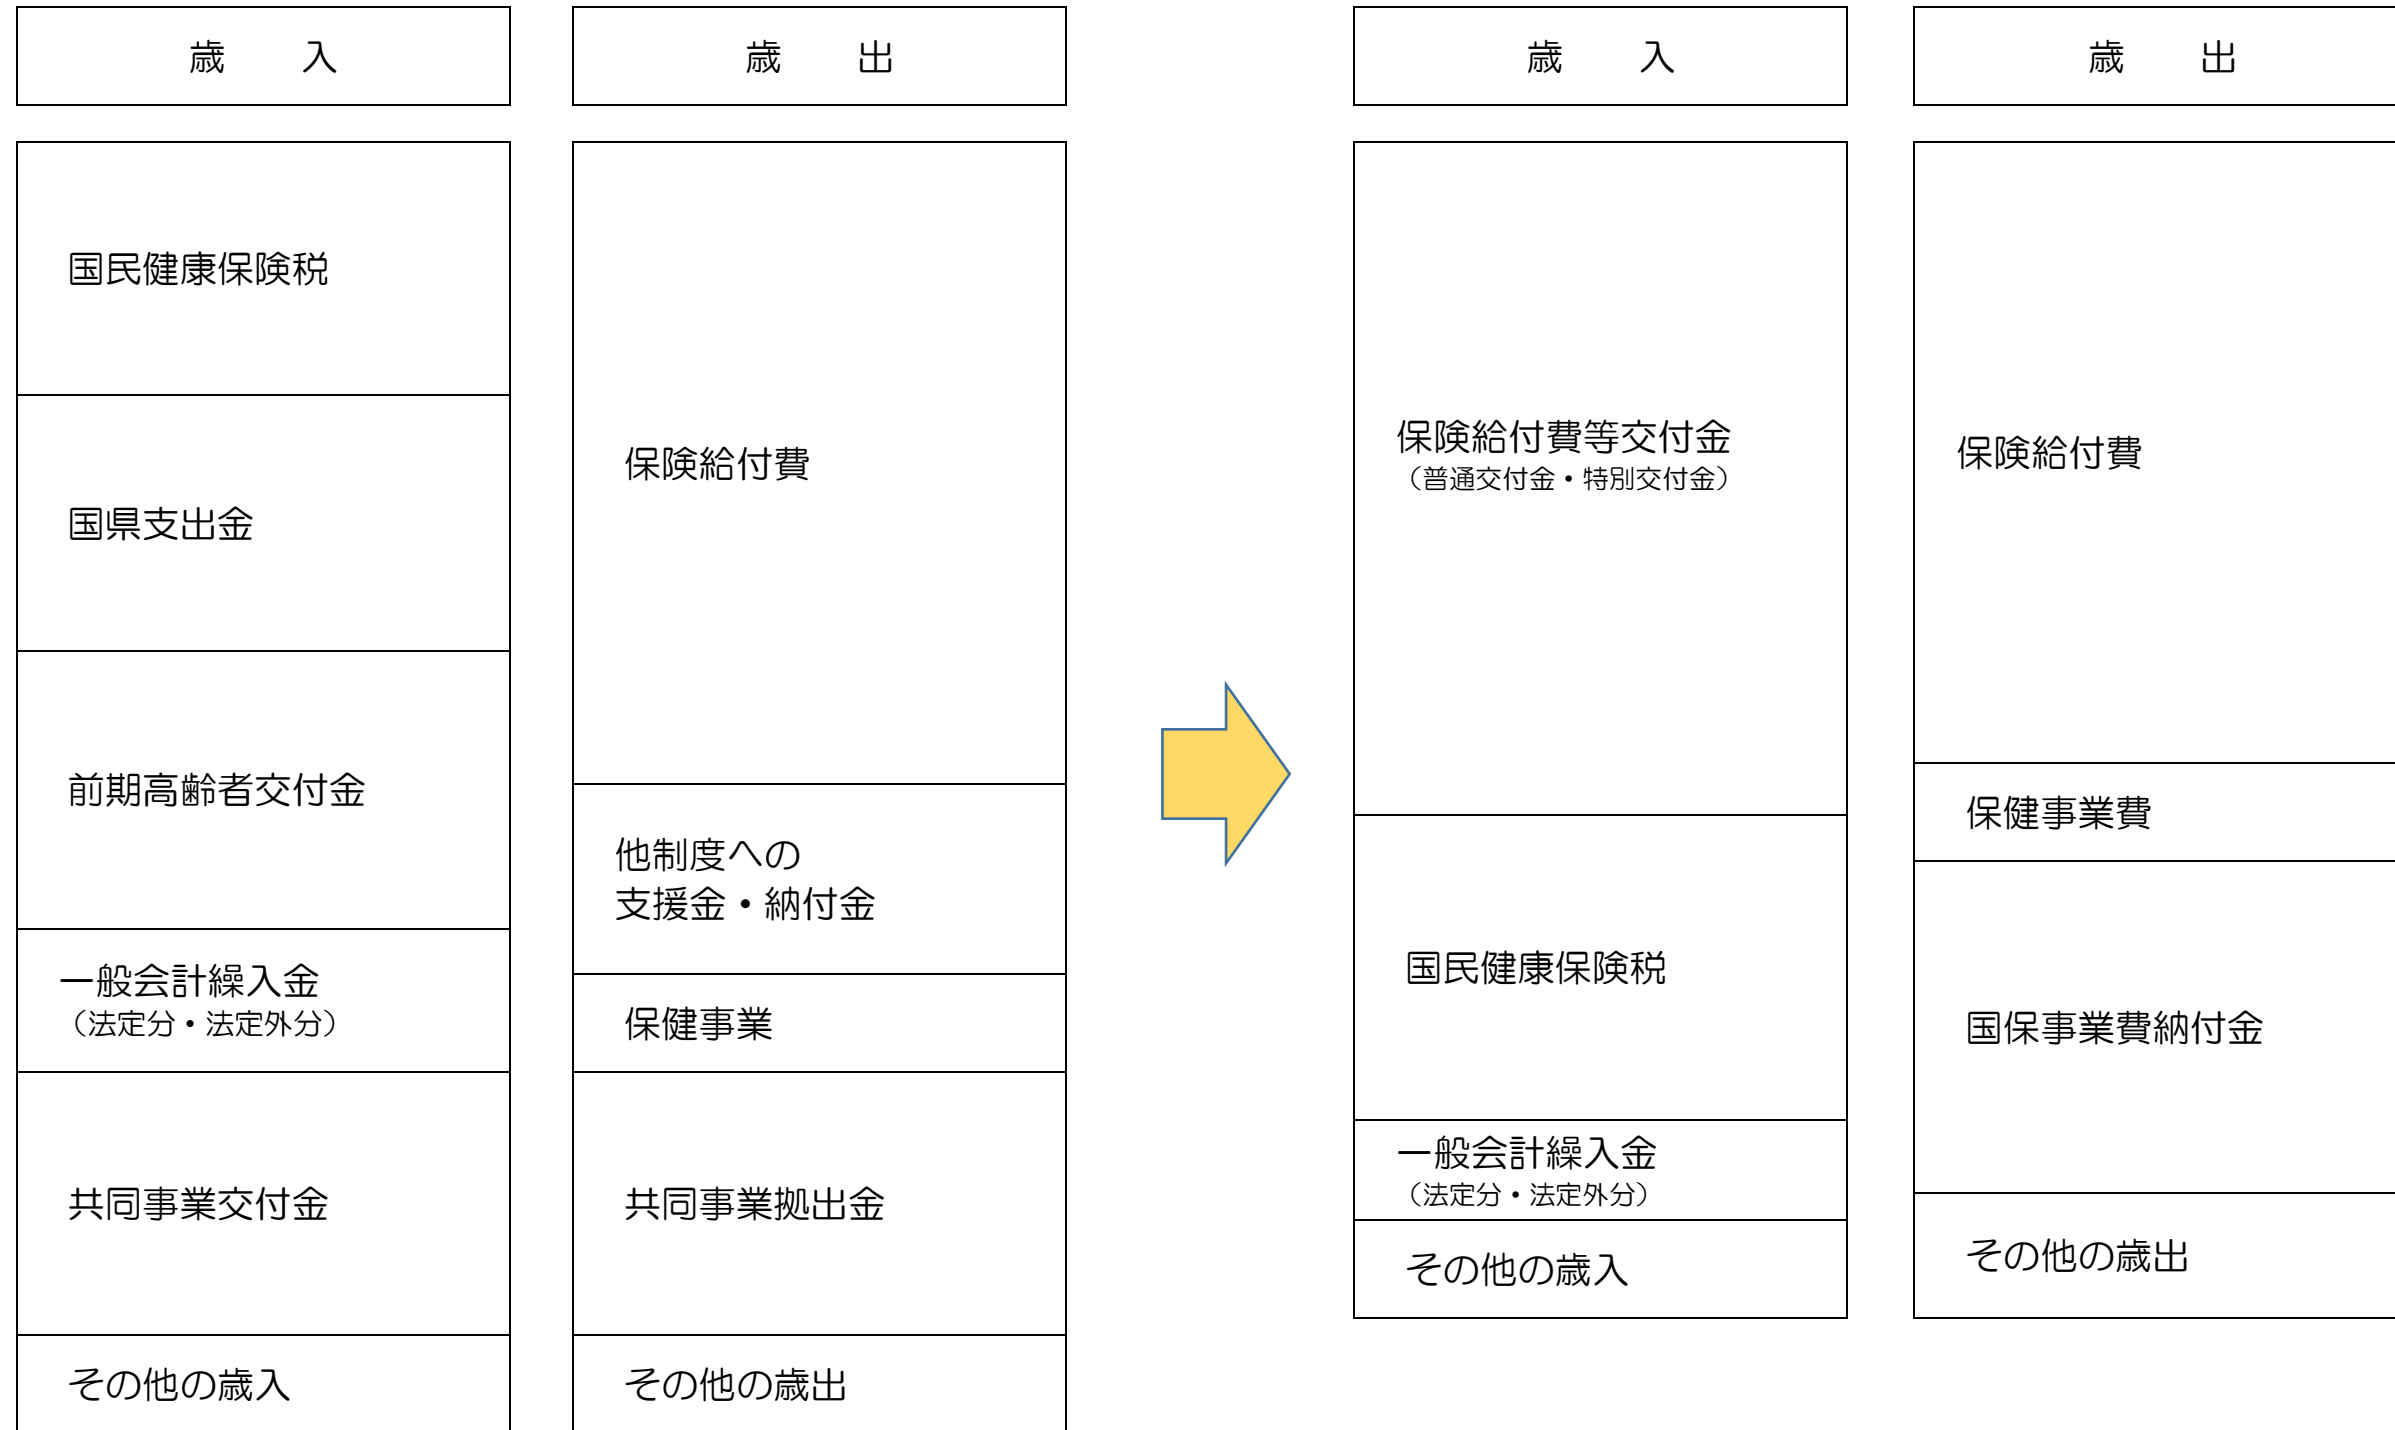 歳　入
国民健康保険税
国県支出金
前期高齢者交付金
一般会計繰入金
（法定分・法定外分）
共同事業交付金
その他の歳入
歳　出
保険給付費
他制度への
支援金・納付金
保健事業
共同事業拠出金
その他の歳出
歳　入
保険給付費等交付金
（普通交付金・特別交付金）
国民健康保険税
一般会計繰入金
（法定分・法定外分）
その他の歳入
歳　出
保険給付費
保健事業費
国保事業費納付金
その他の歳出